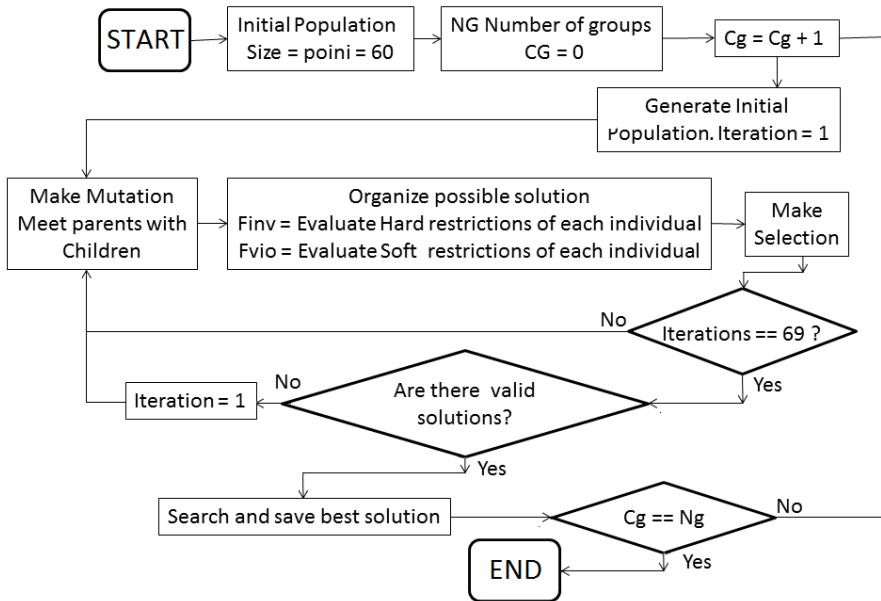 START
Initial Population
Size = poini = 60
NG Number of groups
CG = 0
Cg = Cg + 1
Generate Initial
Population. Iteration = 1
Make Mutation
Meet parents with
Children
Organize possible solution
Finv = Evaluate Hard restrictions of each individual
Fvio = Evaluate Soft restrictions of each individual
Make
Selection
Iterations == 69 ?
No
Yes
Are there valid
solutions?
No
Iteration = 1
Yes
Search and save best solution
Cg == Ng
No
Yes
END